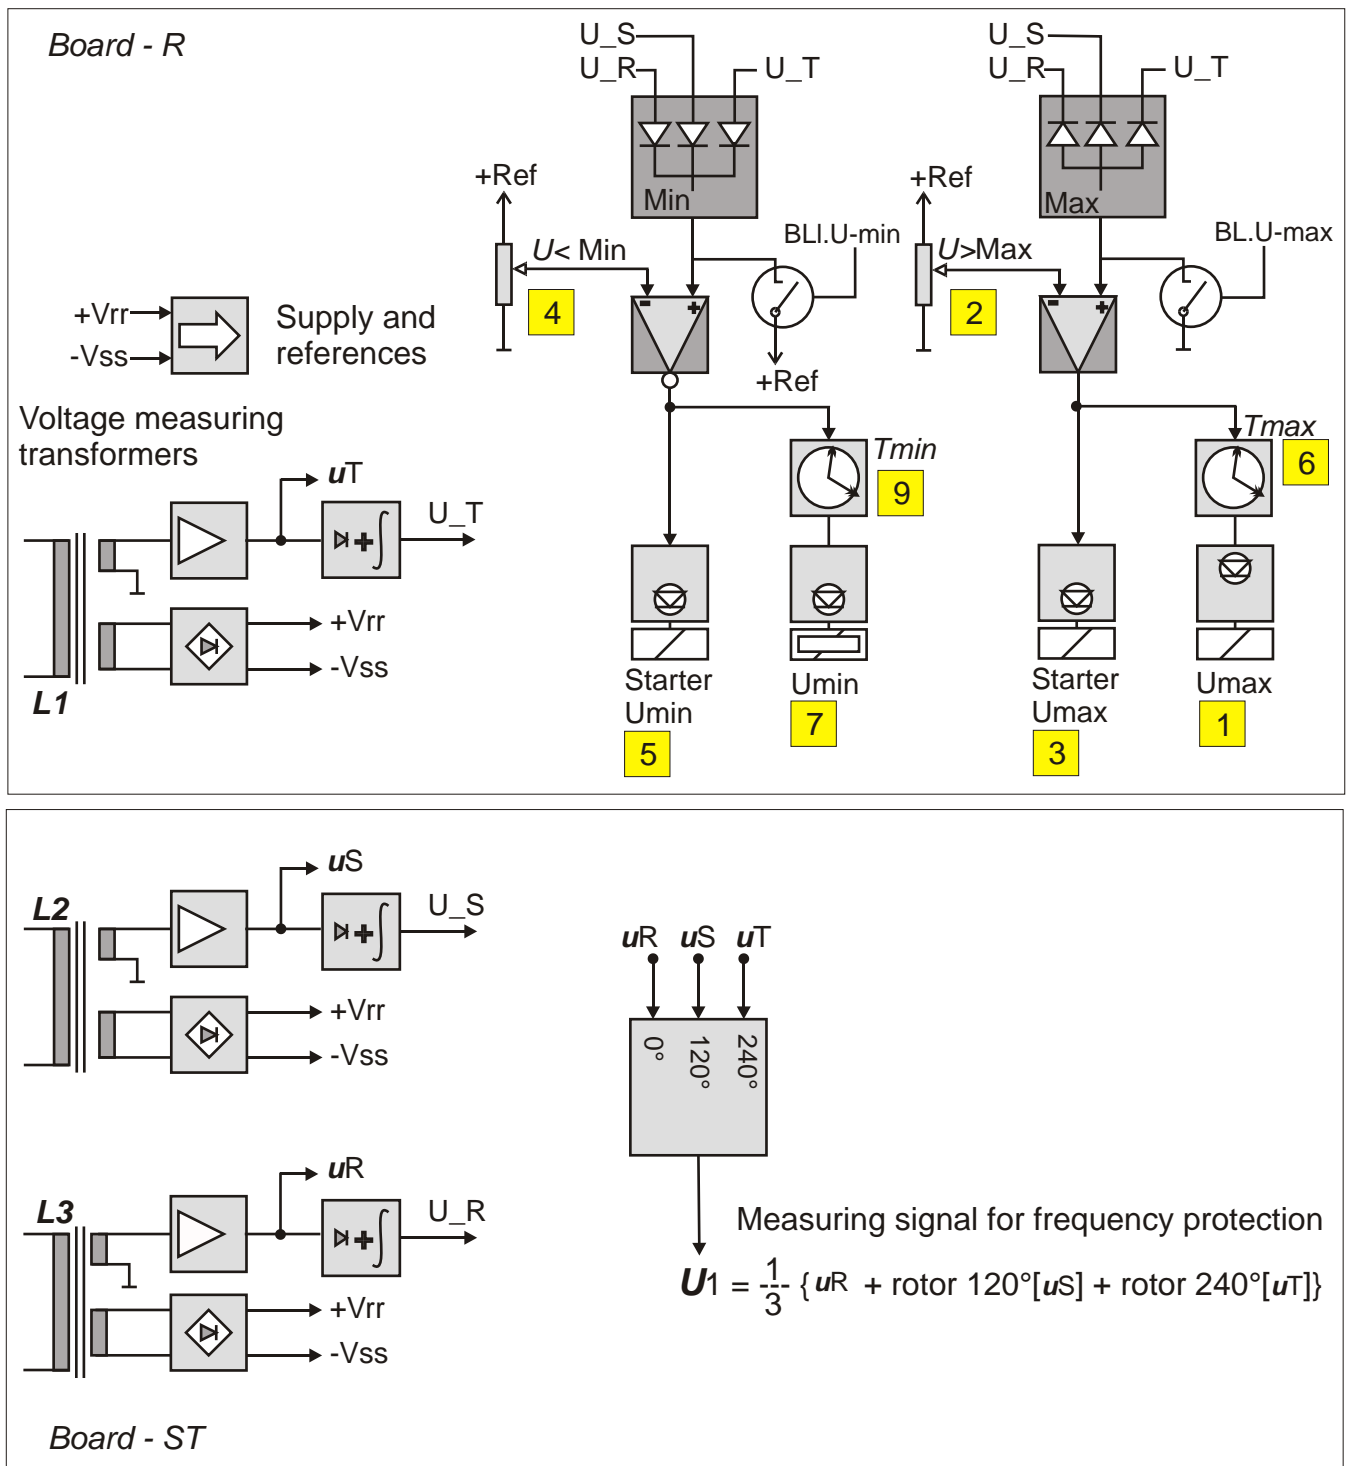 Board - R
U_S
U_R
U_T
Min
+Ref
U< Min
4
BLl.U-min
+Ref
U_S
U_R
U_T
Max
+Ref
U>Max
2
BL.U-max
+Vrr
-Vss
Supply and
references
Voltage measuring
transformers
uT
U_T
+Vrr
-Vss
L1
Tmin
9
Tmax
6
Starter
Umin
5
Umin
7
Starter
Umax
3
Umax
1
uS
L2
U_S
+Vrr
-Vss
uR
L3
U_R
+Vrr
-Vss
uR uS uT
0° 120° 240°
Measuring signal for frequency protection
U1 = 1/3 { uR + rotor 120°[uS] + rotor 240°[uT]}
Board - ST